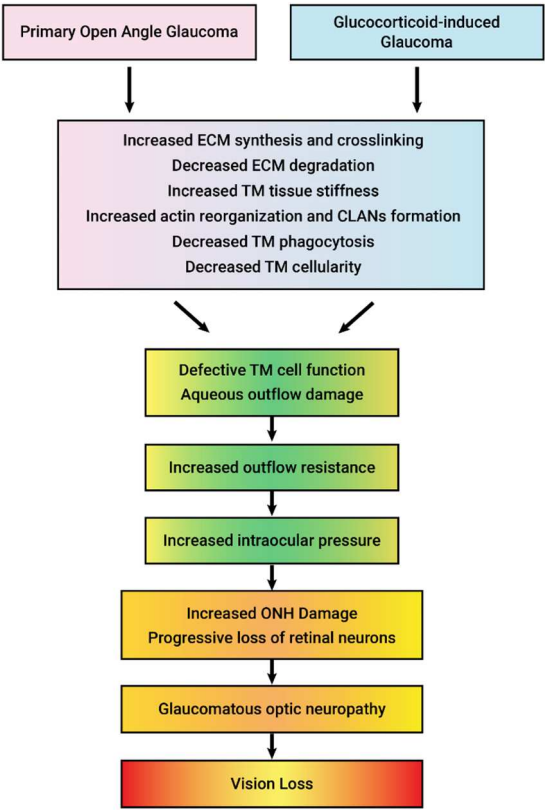 Primary Open Angle Glaucoma
Glucocorticoid-induced
Glaucoma
Increased ECM synthesis and crosslinking
Decreased ECM degradation
Increased TM tissue stiffness
Increased actin reorganization and CLANs formation
Decreased TM phagocytosis
Decreased TM cellularity
Defective TM cell function
Aqueous outflow damage
Increased outflow resistance
Increased intraocular pressure
Increased ONH Damage
Progressive loss of retinal neurons
Glaucomatous optic neuropathy
Vision Loss